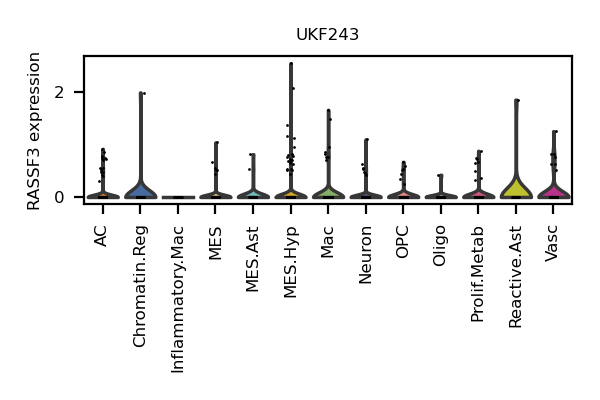 UKF243
RASSF3 expression
2
0
AC
Chromatin.Reg
Inflammatory.Mac
MES
MES.Ast
MES.Hyp
Mac
Neuron
OPC
Oligo
Prolif.Metab
Reactive.Ast
Vasc